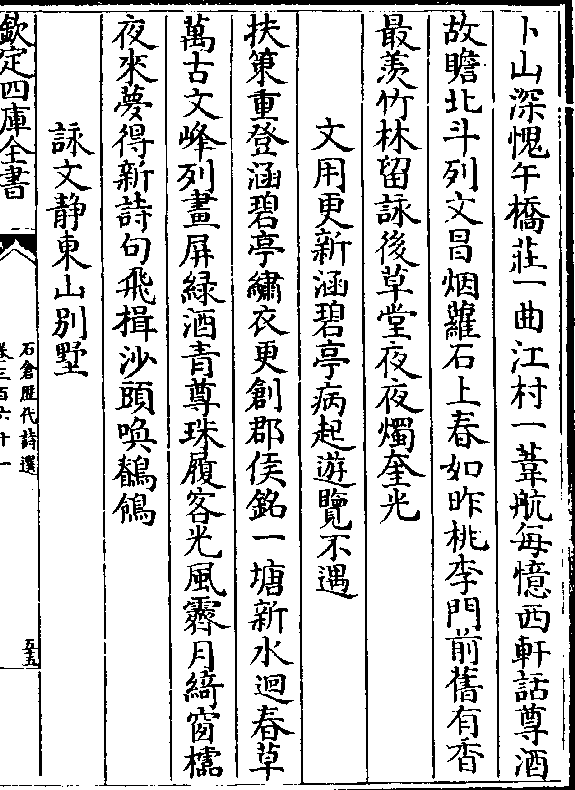 卜山深愧午橋莊一曲江村一葦航每憶西軒話尊酒
故瞻北斗列文昌烟蘿石上春如昨桃李門前舊有香
最羡竹林留詠後草堂夜夜燭奎光
文用更新涵碧亭病起遊覽不遇
扶筞重登涵碧亭繡衣更創郡侯銘一塘新水迴春草
萬古文峰列畫屏緑酒青尊珠履客光風霽月綺窗櫺
夜來夢得新詩句飛揖沙頭喚鶺鴒
詠文静東山別墅
欽定四庫全書
石倉歷代詩選
卷三百六十一
五十五